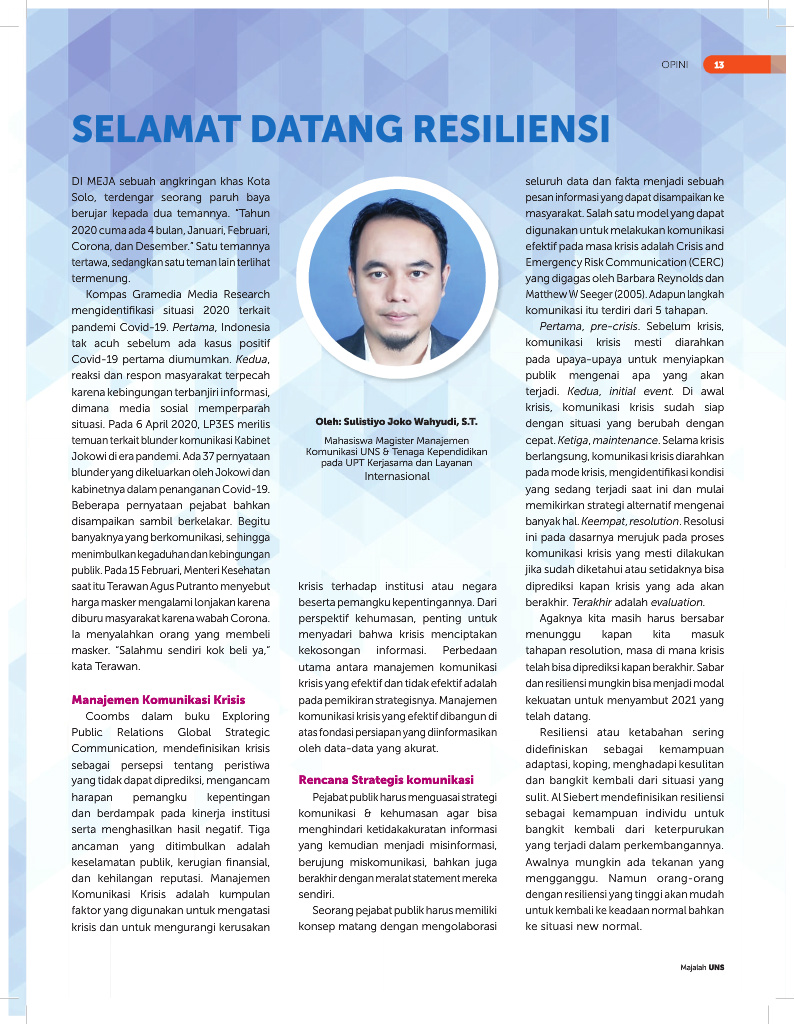 OPINI 13
SELAMAT DATANG RESILIENSI
DI MEJA sebuah angkringan khas Kota
Solo, terdengar seorang paruh baya
berujar kepada dua temannya. "Tahun
2020 cuma ada 4 bulan, Januari, Februari,
Corona, dan Desember." Satu temannya
tertawa, sedangkan satu teman lain terlihat
termenung.
Kompas Gramedia Media Research
mengidentifikasi situasi 2020 terkait
pandemi Covid-19. Pertama, Indonesia
tak acuh sebelum ada kasus positif
Covid-19 pertama diumumkan. Kedua,
reaksi dan respon masyarakat terpecah
karena kebingungan terbanjiri informasi,
dimana media sosial memperparah
situasi. Pada 6 April 2020, LP3ES merilis
temuan terkait blunder komunikasi Kabinet
Jokowi di era pandemi. Ada 37 pernyataan
blunder yang dikeluarkan oleh Jokowi dan
kabinetnya dalam penanganan Covid-19.
Beberapa pernyataan pejabat bahkan
disampaikan sambil berkelakar. Begitu
banyaknya yang berkomunikasi, sehingga
menimbulkan kegaduhan dan kebingungan
publik. Pada 15 Februari, Menteri Kesehatan
saat itu Terawan Agus Putranto menyebut
harga masker mengalami lonjakan karena
diburu masyarakat karena wabah Corona.
Ia menyalahkan orang yang membeli
masker. "Salahmu sendiri kok beli ya,"
kata Terawan.
Manajemen Komunikasi Krisis
Coombs dalam buku Exploring
Public Relations Global Strategic
Communication, mendefinisikan krisis
sebagai persepsi tentang peristiwa
yang tidak dapat diprediksi, mengancam
harapan pemangku kepentingan
dan berdampak pada kinerja institusi
serta menghasilkan hasil negatif. Tiga
ancaman yang ditimbulkan adalah
keselamatan publik, kerugian finansial,
dan kehilangan reputasi. Manajemen
Komunikasi Krisis adalah kumpulan
faktor yang digunakan untuk mengatasi
krisis dan untuk mengurangi kerusakan
Oleh: Sulistiyo Joko Wahyudi, S.T.
Mahasiswa Magister Manajemen
Komunikasi UNS & Tenaga Kependidikan
pada UPT Kerjasama dan Layanan
Internasional
krisis terhadap institusi atau negara
beserta pemangku kepentingannya. Dari
perspektif kehumasan, penting untuk
menyadari bahwa krisis menciptakan
kekosongan informasi. Perbedaan
utama antara manajemen komunikasi
krisis yang efektif dan tidak efektif adalah
pada pemikiran strategisnya. Manajemen
komunikasi krisis yang efektif dibangun di
atas fondasi persiapan yang diinformasikan
oleh data-data yang akurat.
Rencana Strategis komunikasi
Pejabat publik harus menguasai strategi
komunikasi & kehumasan agar bisa
menghindari ketidakakuratan informasi
yang kemudian menjadi misinformasi,
berujung miskomunikasi, bahkan juga
berakhir dengan meralat statement mereka
sendiri.
Seorang pejabat publik harus memiliki
konsep matang dengan mengolaborasi
seluruh data dan fakta menjadi sebuah
pesan informasi yang dapat disampaikan ke
masyarakat. Salah satu model yang dapat
digunakan untuk melakukan komunikasi
efektif pada masa krisis adalah Crisis and
Emergency Risk Communication (CERC)
yang digagas oleh Barbara Reynolds dan
Matthew W Seeger (2005). Adapun langkah
komunikasi itu terdiri dari 5 tahapan.
Pertama, pre-crisis. Sebelum krisis,
komunikasi krisis mesti diarahkan
pada upaya-upaya untuk menyiapkan
publik mengenai apa yang akan
terjadi. Kedua, initial event. Di awal
krisis, komunikasi krisis sudah siap
dengan situasi yang berubah dengan
cepat. Ketiga, maintenance. Selama krisis
berlangsung, komunikasi krisis diarahkan
pada mode krisis, mengidentifikasi kondisi
yang sedang terjadi saat ini dan mulai
memikirkan strategi alternatif mengenai
banyak hal. Keempat, resolution. Resolusi
ini pada dasarnya merujuk pada proses
komunikasi krisis yang mesti dilakukan
jika sudah diketahui atau setidaknya bisa
diprediksi kapan krisis yang ada akan
berakhir. Terakhir adalah evaluation.
Agaknya kita masih harus bersabar
menunggu kapan kita masuk
tahapan resolution, masa di mana krisis
telah bisa diprediksi kapan berakhir. Sabar
dan resiliensi mungkin bisa menjadi modal
kekuatan untuk menyambut 2021 yang
telah datang.
Resiliensi atau ketabahan sering
didefiniskan sebagai kemampuan
adaptasi, koping, menghadapi kesulitan
dan bangkit kembali dari situasi yang
sulit. Al Siebert mendefinisikan resiliensi
sebagai kemampuan individu untuk
bangkit kembali dari keterpurukan
yang terjadi dalam perkembangannya.
Awalnya mungkin ada tekanan yang
mengganggu. Namun orang-orang
dengan resiliensi yang tinggi akan mudah
untuk kembali ke keadaan normal bahkan
ke situasi new normal.
Majalah UNS